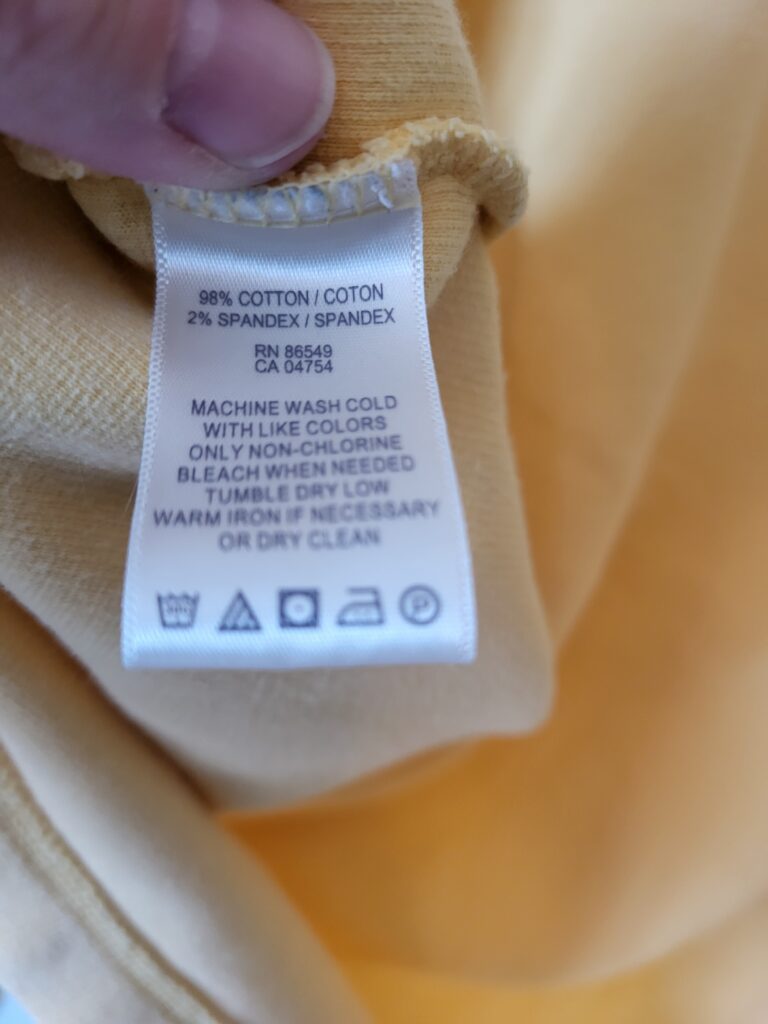 98% COTTON / COTON
2% SPANDEX / SPANDEX
RN 86549
CA 04754
MACHINE WASH COLD
WITH LIKE COLORS
ONLY NON-CHLORINE
BLEACH WHEN NEEDED
TUMBLE DRY LOW
WARM IRON IF NECESSARY
OR DRY CLEAN
P